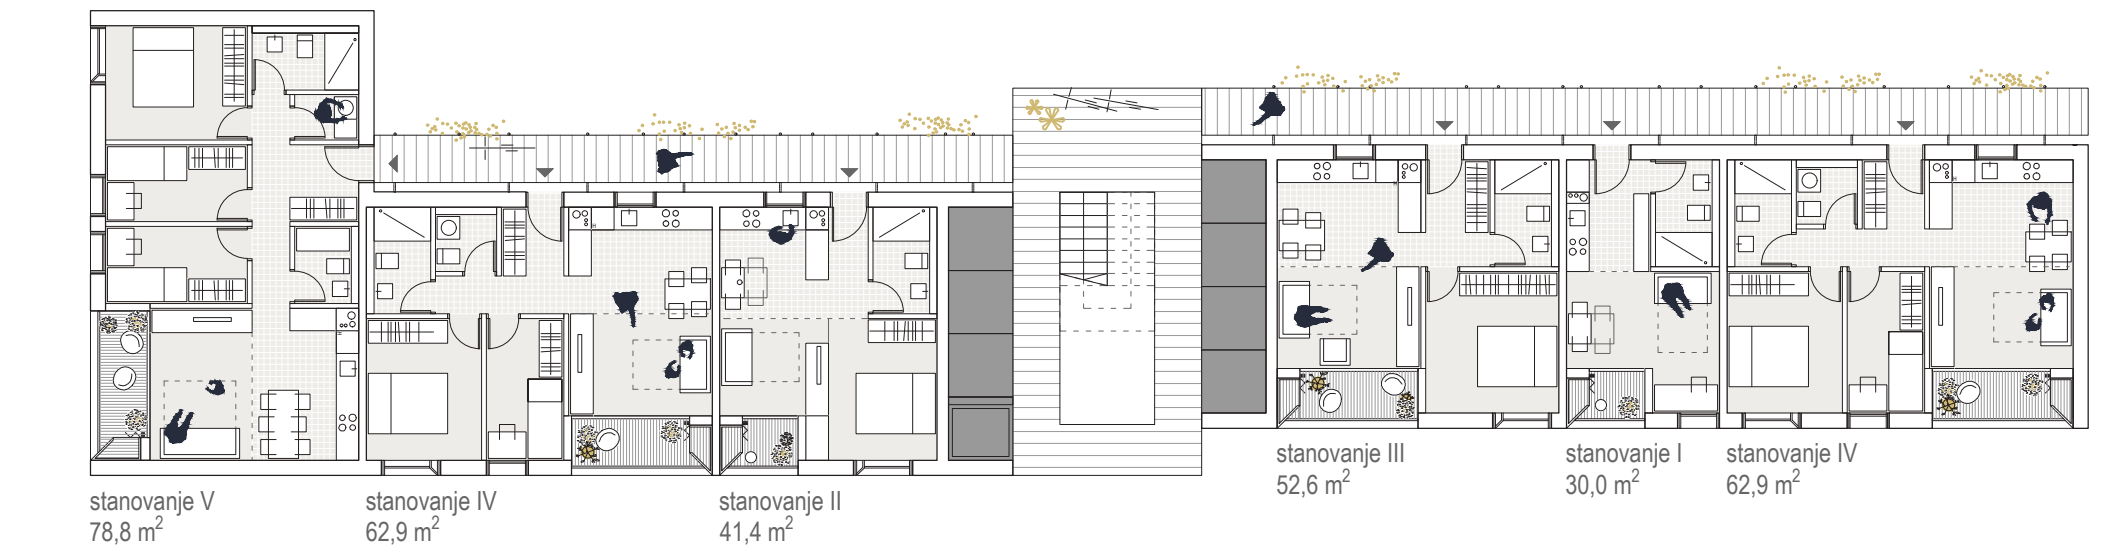 stanovanje V
78,8 m²
stanovanje IV
62,9 m²
stanovanje II
41,4 m²
stanovanje III
52,6 m²
stanovanje I
30,0 m²
stanovanje IV
62,9 m²